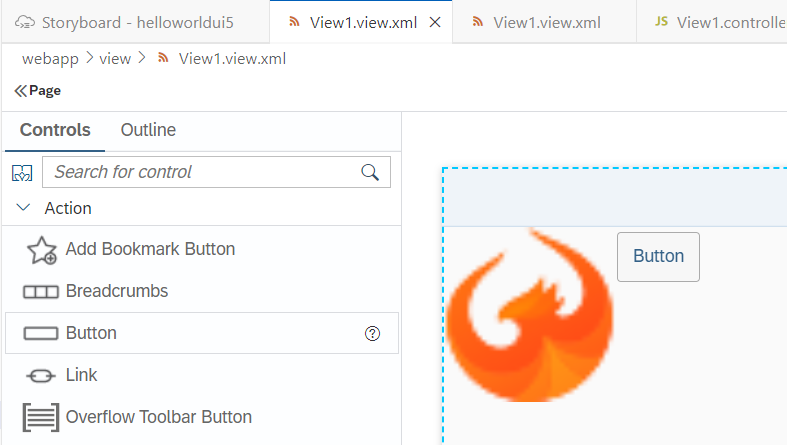 Storyboard - helloworldui5 View1.view.xml View1.view.xml JS View1.controlle
webapp > view > View1.view.xml
Page
Controls Outline
Search for control
Action
Add Bookmark Button
Breadcrumbs
Button ?
Link
Overflow Toolbar Button
Button